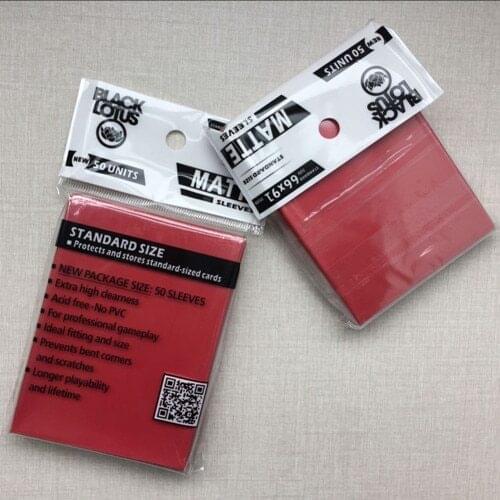 BLACK
LOTUS
NEW
50 UNITS
MATTE
SLEEVES
STANDARD SIZE
Protects and stores standard-sized cards
NEW PACKAGE SIZE: 50 SLEEVES
Extra high clearness
Acid free - No PVC
For professional gameplay
Ideal fitting and size
Prevents bent corners
and scratches
Longer playability
and lifetime
NEW
50 UNITS
BLACK
LOTUS
MATTE
SLEEVES
STANDARD SIZE
STANDARD
66x91